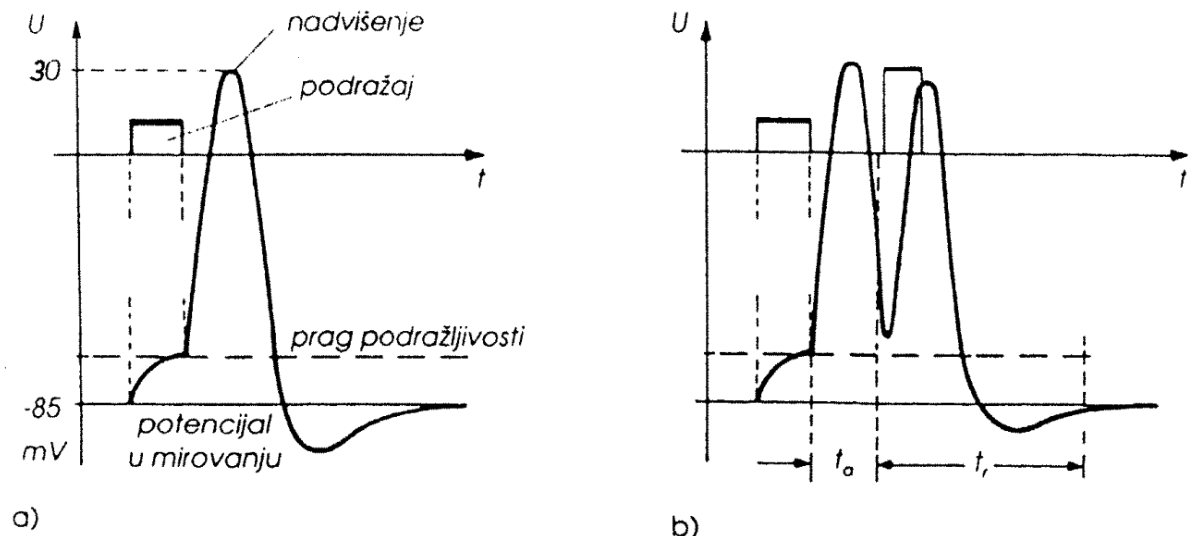 U
nadvišenje
30
podražaj
t
prag podražljivosti
-85
mV
potencijal
u mirovanju
a)
U
t
tₐ
tᵣ
b)